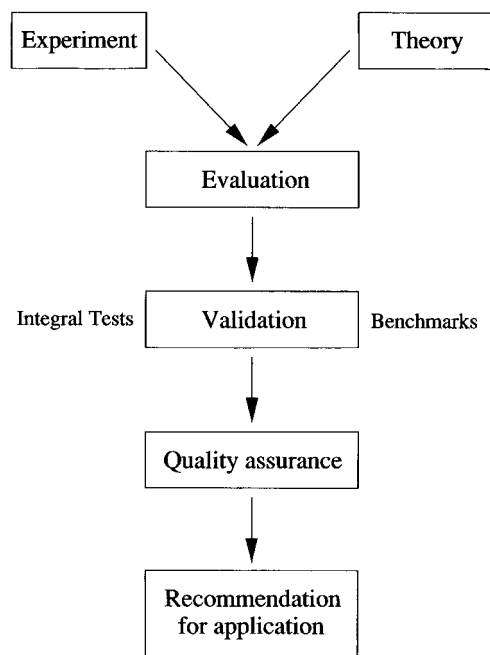 Experiment
Theory
Evaluation
Integral Tests
Validation
Benchmarks
Quality assurance
Recommendation
for application